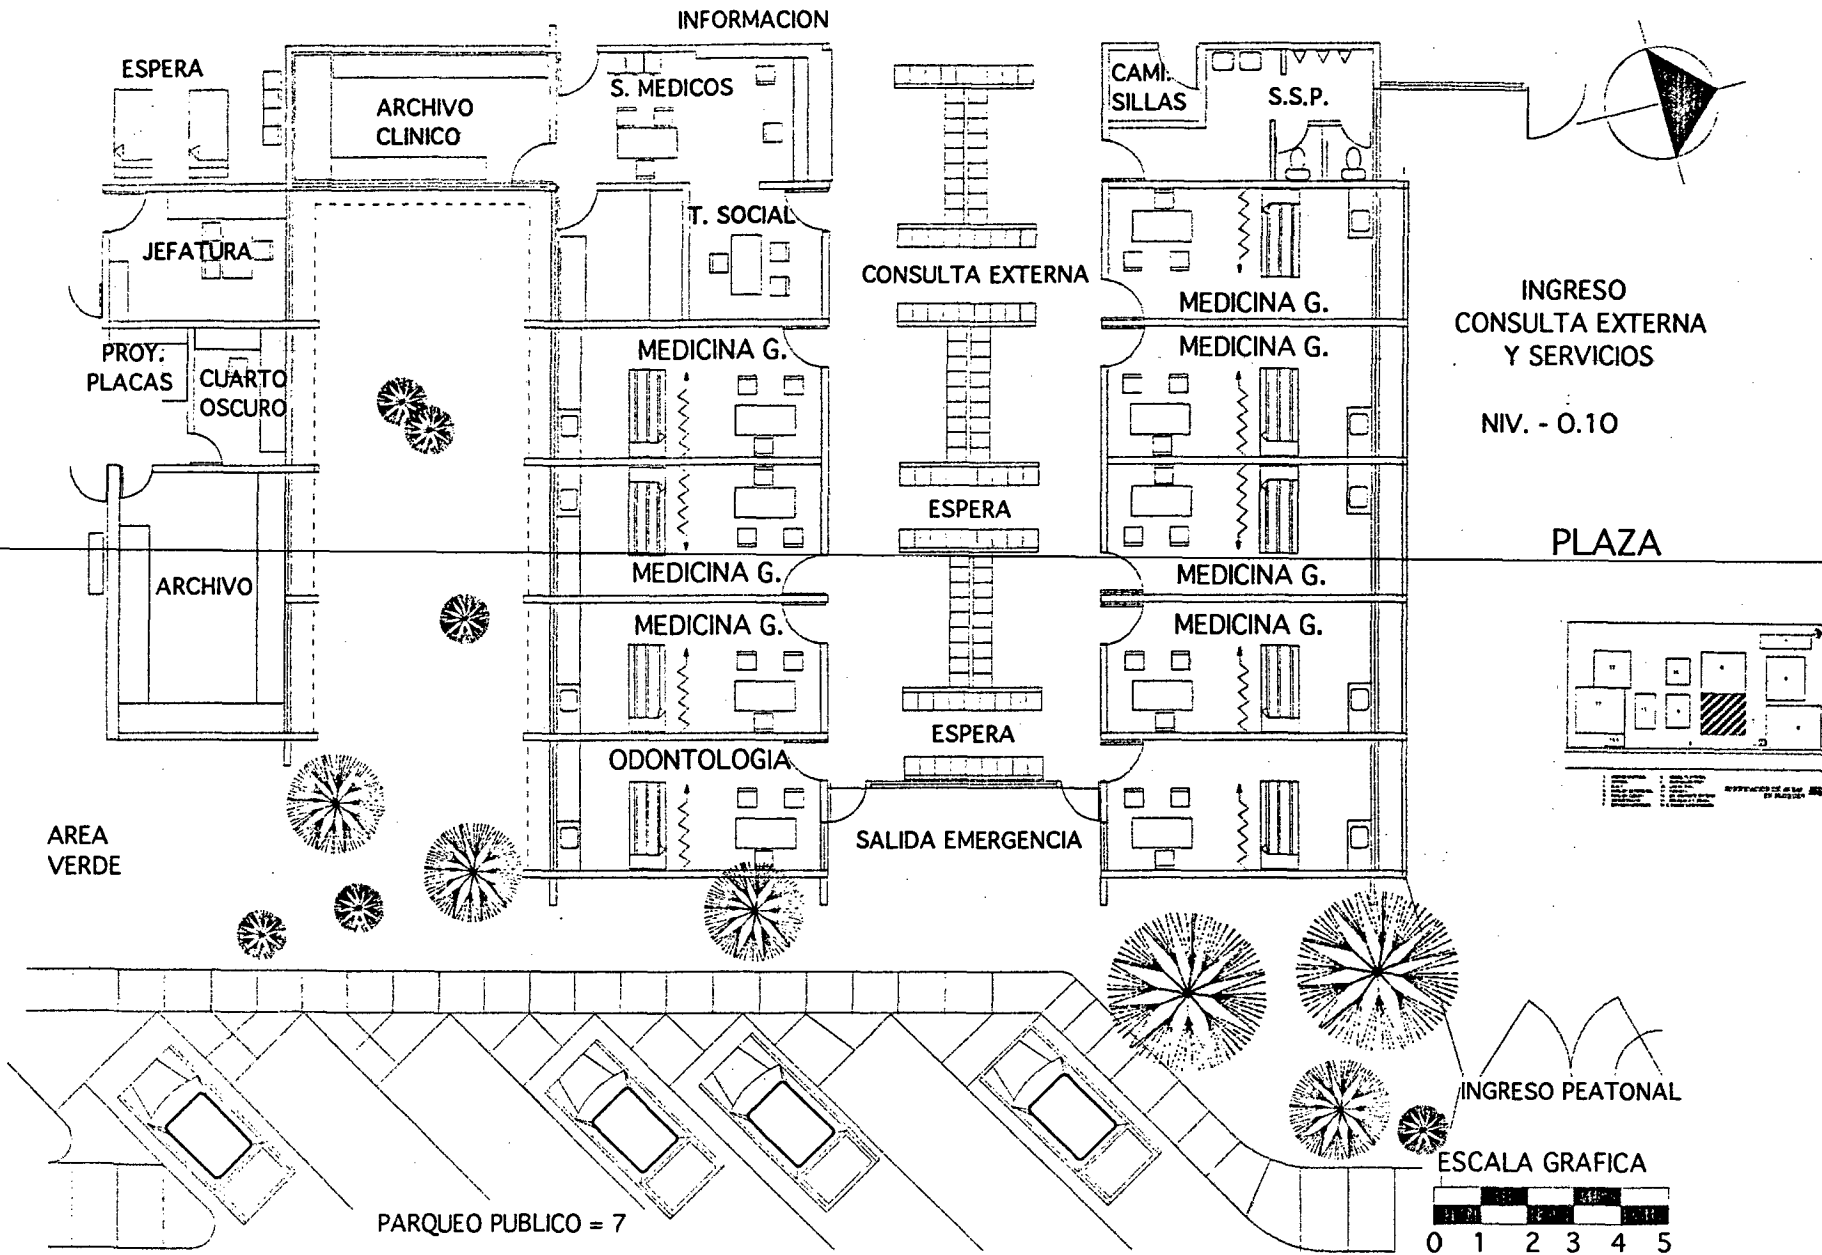 INFORMACION
ESPERA
ARCHIVO
CLINICO
S. MEDICOS
CAMI.
SILLAS
S.S.P.
JEFATURA
T. SOCIAL
CONSULTA EXTERNA
MEDICINA G.
INGRESO
CONSULTA EXTERNA
Y SERVICIOS
NIV. - 0.10
PROY.
PLACAS
CUARTO
OSCURO
MEDICINA G.
MEDICINA G.
ESPERA
PLAZA
ARCHIVO
MEDICINA G.
MEDICINA G.
MEDICINA G.
MEDICINA G.
ESPERA
ODONTOLOGIA
AREA
VERDE
SALIDA EMERGENCIA
INGRESO PEATONAL
ESCALA GRAFICA
0 1 2 3 4 5
PARQUEO PUBLICO = 7